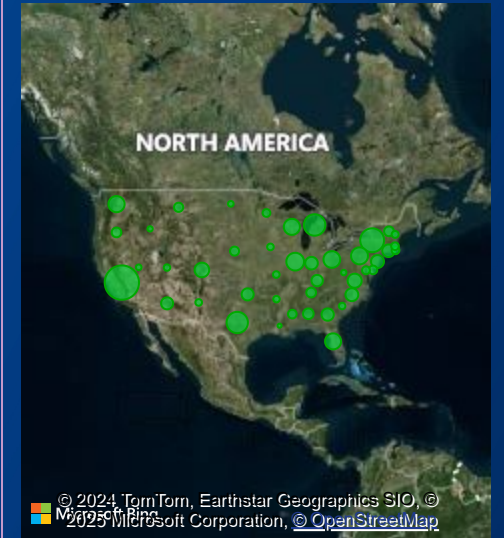 NORTH AMERICA
Microsoft Bing
© 2024 TomTom, Earthstar Geographics SIO, ©
2025 Microsoft Corporation, © OpenStreetMap